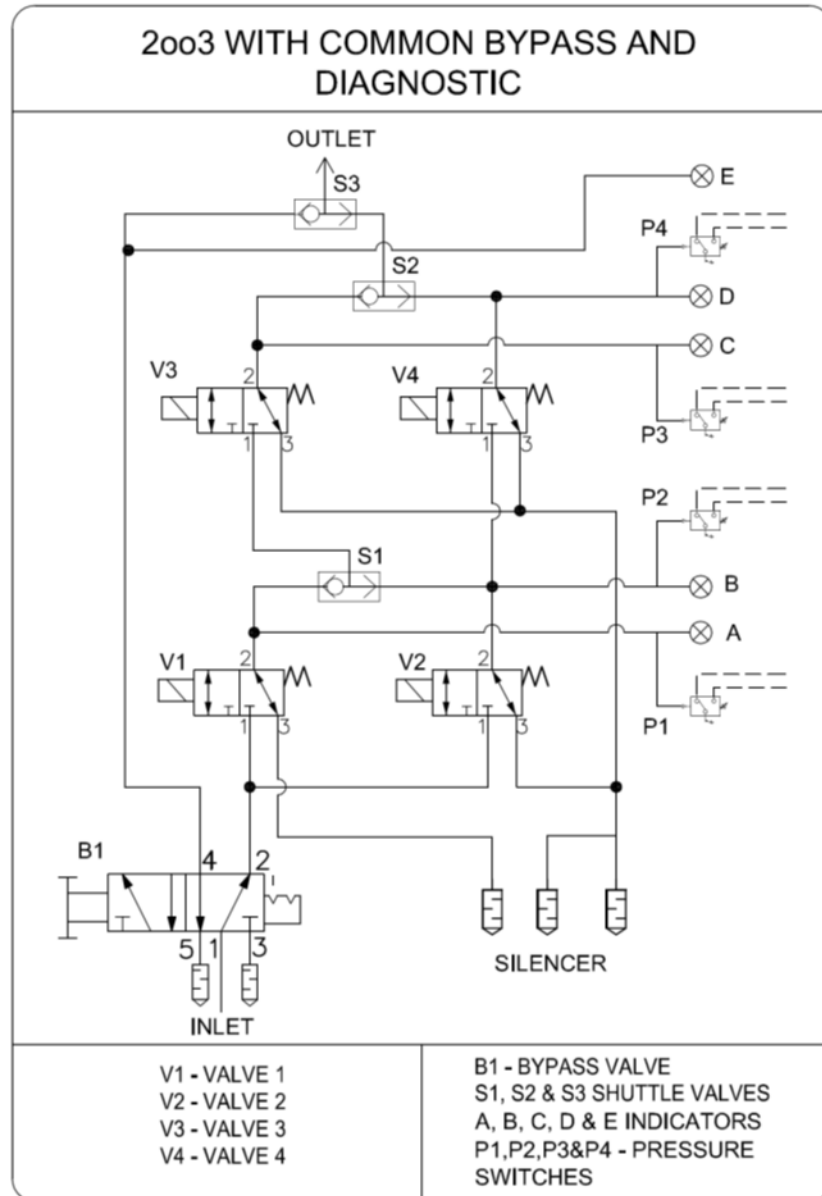 2oo3 WITH COMMON BYPASS AND
DIAGNOSTIC
OUTLET
S3
E
P4
S2
D
C
V3
2
V4
2
1
3
1
3
P3
P2
S1
B
A
V1
2
V2
2
1
3
1
3
P1
B1
4
2
5
1
3
SILENCER
INLET
V1 - VALVE 1
V2 - VALVE 2
V3 - VALVE 3
V4 - VALVE 4
B1 - BYPASS VALVE
S1, S2 & S3 SHUTTLE VALVES
A, B, C, D & E INDICATORS
P1,P2,P3&P4 - PRESSURE
SWITCHES